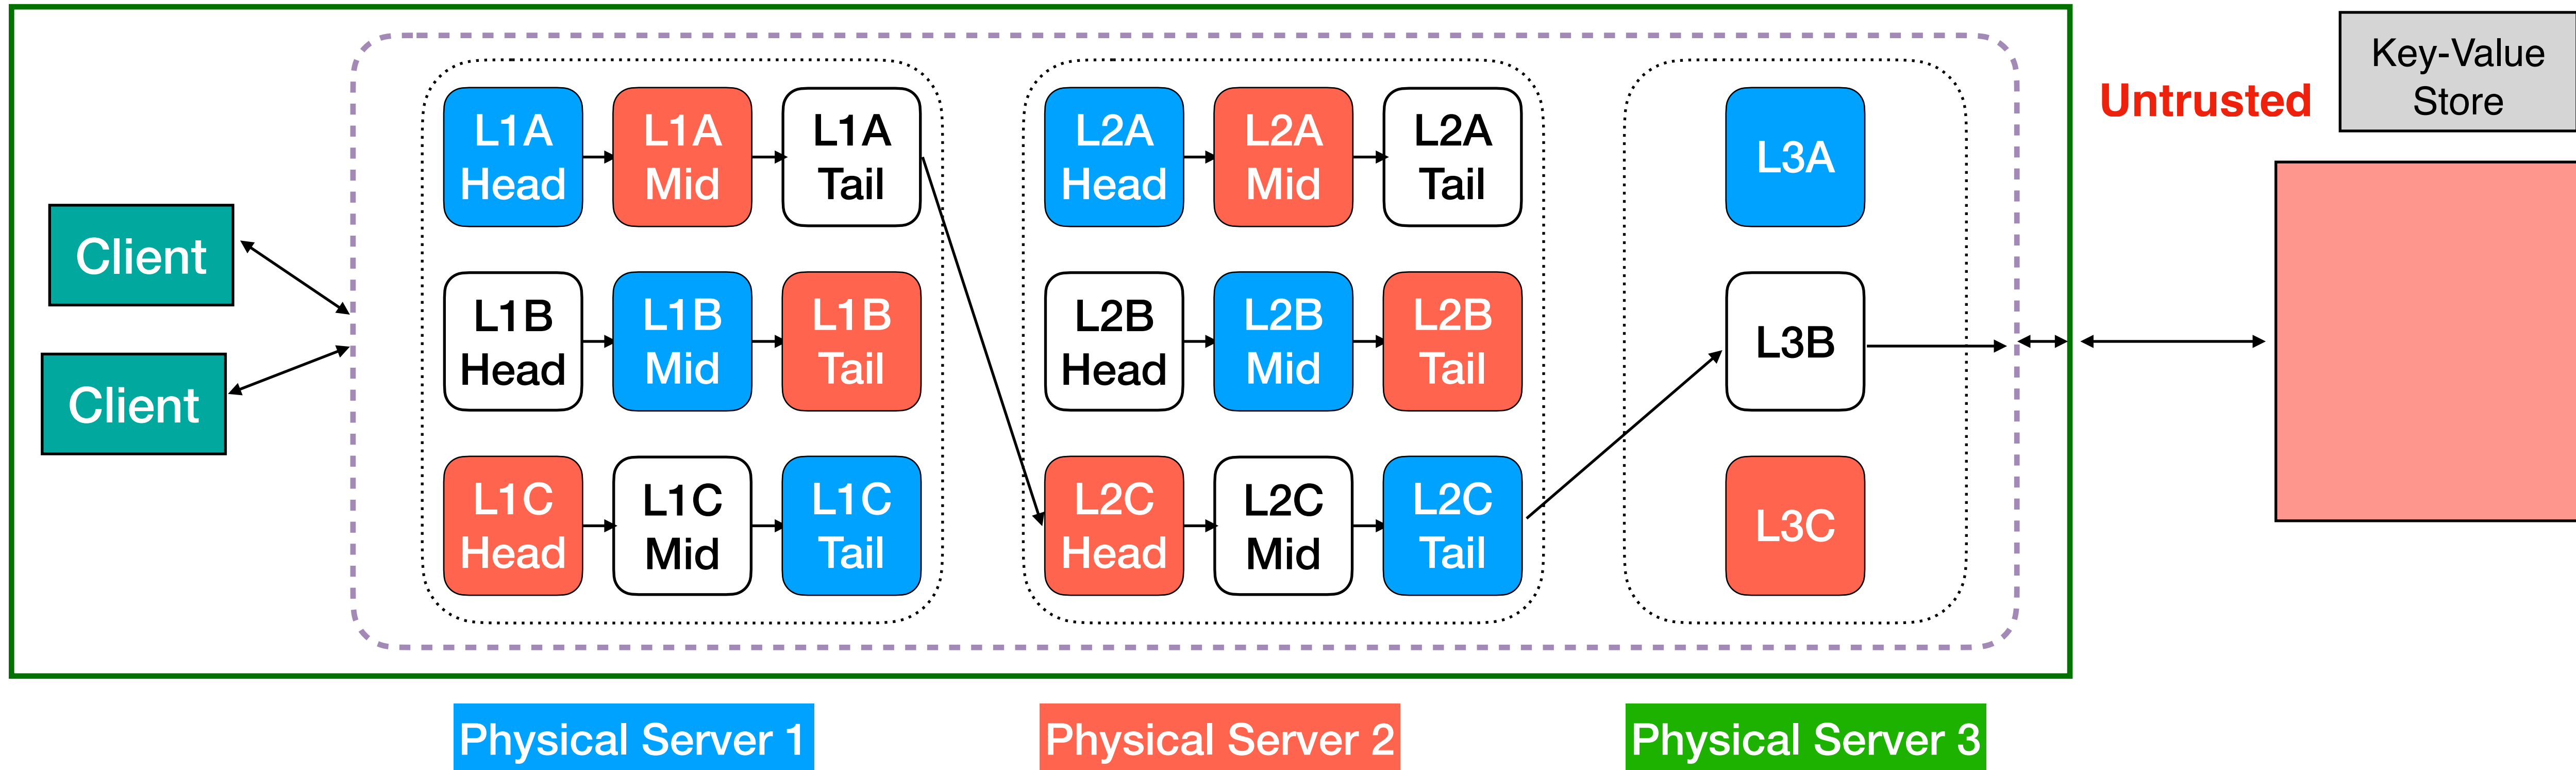 Key-Value
Store
Untrusted
Client
Client
L1A
Head
L1A
Mid
L1A
Tail
L1B
Head
L1B
Mid
L1B
Tail
L1C
Head
L1C
Mid
L1C
Tail
L2A
Head
L2A
Mid
L2A
Tail
L2B
Head
L2B
Mid
L2B
Tail
L2C
Head
L2C
Mid
L2C
Tail
L3A
L3B
L3C
Physical Server 1
Physical Server 2
Physical Server 3